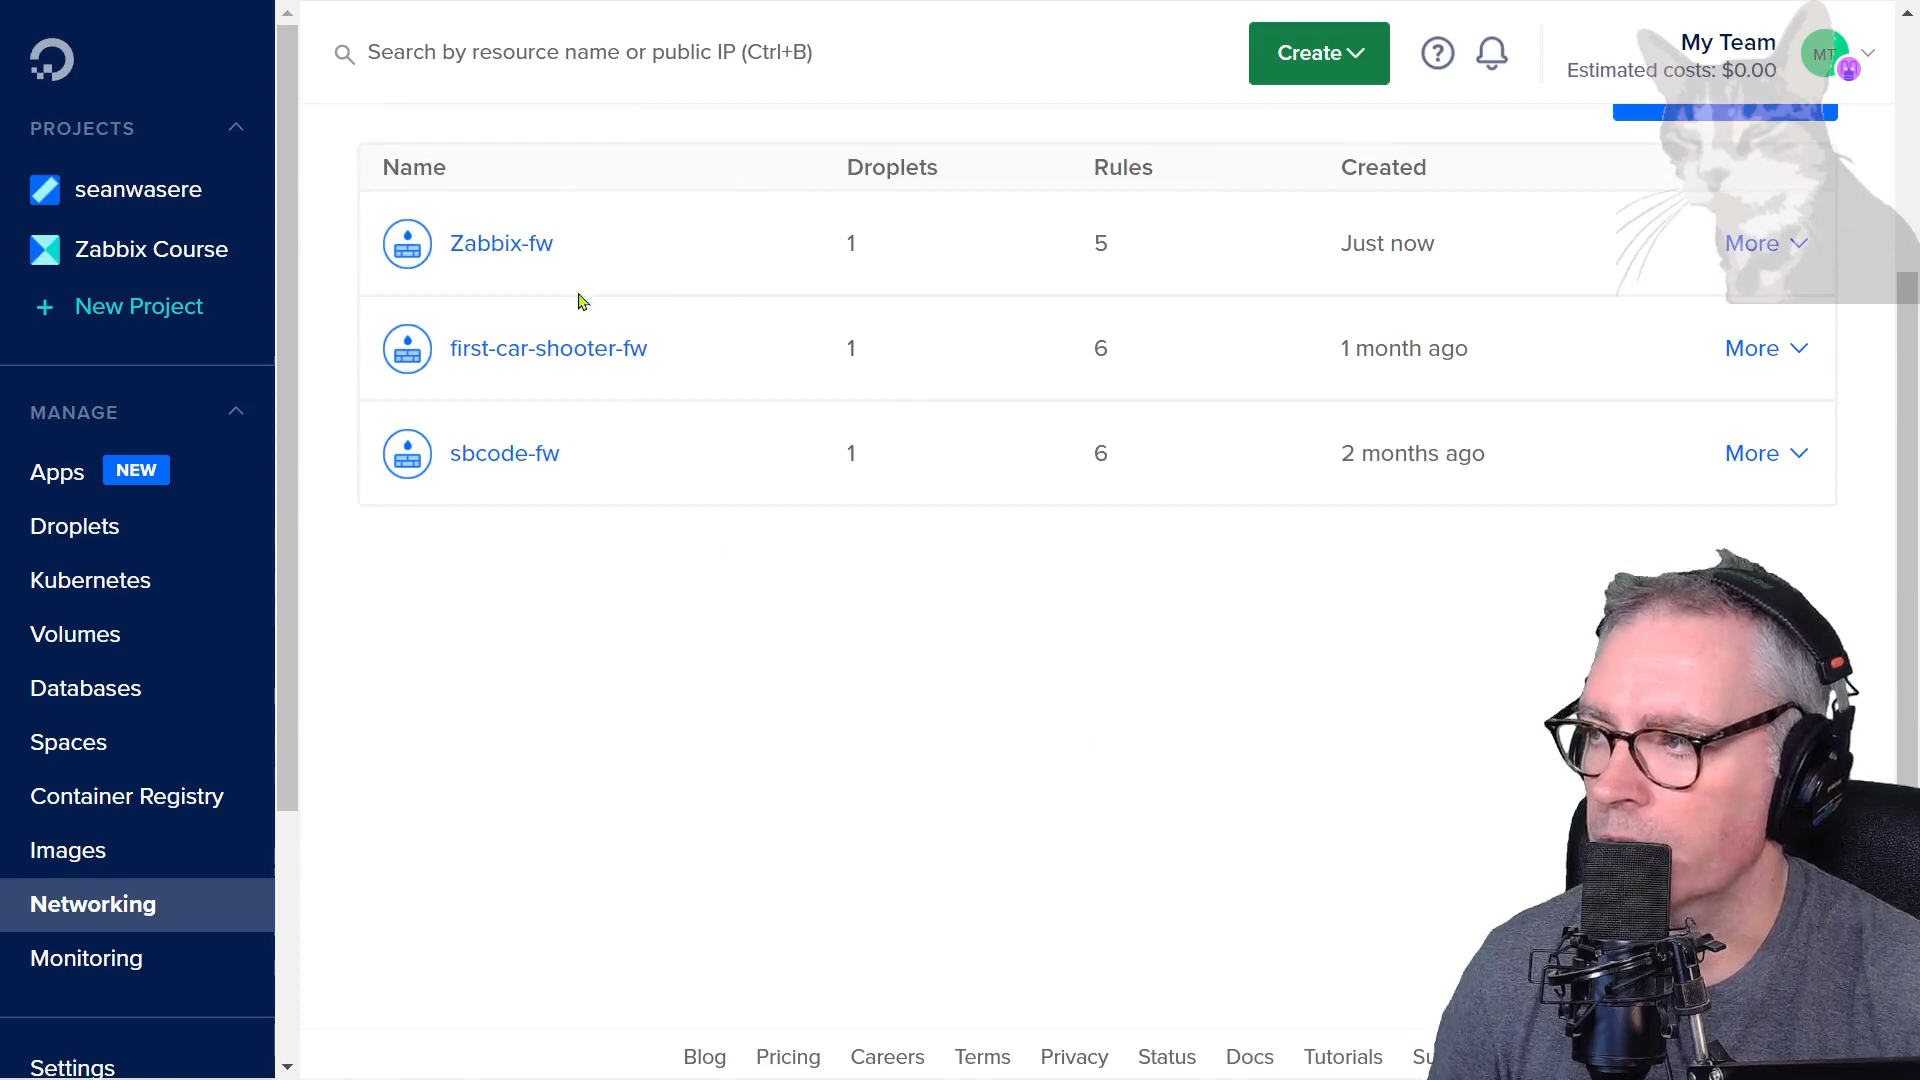 Search by resource name or public IP (Ctrl+B)
Create
My Team
Estimated costs: $0.00
MT
PROJECTS
seanwasere
Zabbix Course
+ New Project
MANAGE
Apps NEW
Droplets
Kubernetes
Volumes
Databases
Spaces
Container Registry
Images
Networking
Monitoring
Settings
Name Droplets Rules Created
Zabbix-fw 1 5 Just now More
first-car-shooter-fw 1 6 1 month ago More
sbcode-fw 1 6 2 months ago More
Blog Pricing Careers Terms Privacy Status Docs Tutorials